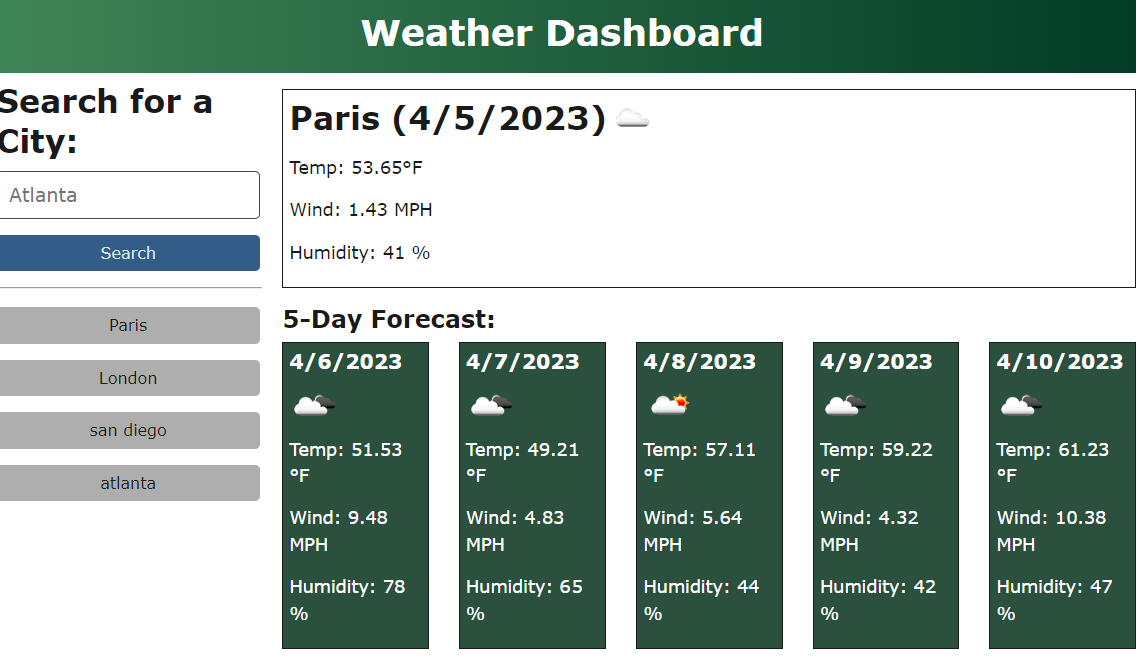 Weather Dashboard
Search for a
City:
Atlanta
Search
Paris
London
san diego
atlanta
Paris (4/5/2023)
Temp: 53.65°F
Wind: 1.43 MPH
Humidity: 41 %
5-Day Forecast:
4/6/2023
Temp: 51.53
°F
Wind: 9.48
MPH
Humidity: 78
%
4/7/2023
Temp: 49.21
°F
Wind: 4.83
MPH
Humidity: 65
%
4/8/2023
Temp: 57.11
°F
Wind: 5.64
MPH
Humidity: 44
%
4/9/2023
Temp: 59.22
°F
Wind: 4.32
MPH
Humidity: 42
%
4/10/2023
Temp: 61.23
°F
Wind: 10.38
MPH
Humidity: 47
%